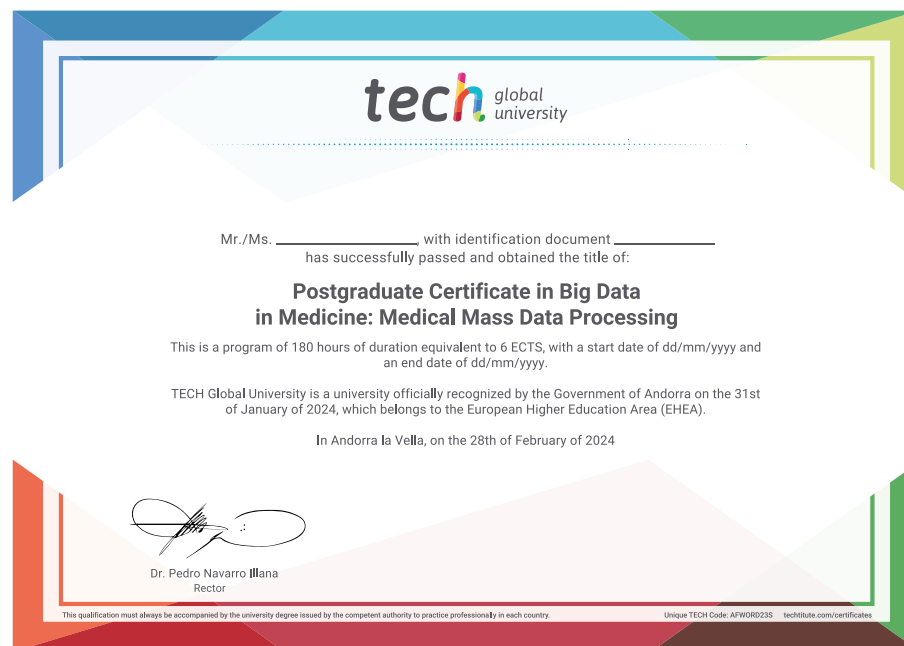 tech global university
Mr./Ms. ____________, with identification document ____________
has successfully passed and obtained the title of:
Postgraduate Certificate in Big Data
in Medicine: Medical Mass Data Processing
This is a program of 180 hours of duration equivalent to 6 ECTS, with a start date of dd/mm/yyyy and
an end date of dd/mm/yyyy.
TECH Global University is a university officially recognized by the Government of Andorra on the 31st
of January of 2024, which belongs to the European Higher Education Area (EHEA).
In Andorra la Vella, on the 28th of February of 2024
Dr. Pedro Navarro Illana
Rector
This qualification must always be accompanied by the university degree issued by the competent authority to practice professionally in each country. Unique TECH Code: AFWORD23S techtitute.com/certificates